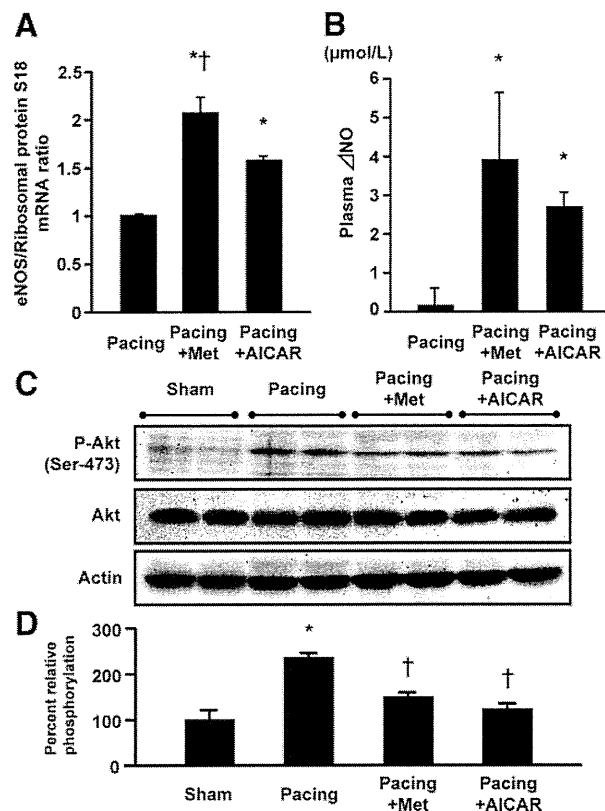 A
eNOS/Ribosomal protein S18
mRNA ratio
2.5
2
1.5
1
0.5
0
*†
*
Pacing
Pacing
+Met
Pacing
+AICAR
B
(μmol/L)
Plasma ⊿NO
6
5
4
3
2
1
0
*
*
Pacing
Pacing
+Met
Pacing
+AICAR
C
Sham
Pacing
Pacing
+Met
Pacing
+AICAR
P-Akt
(Ser-473)
Akt
Actin
D
Percent relative
phosphorylation
300
200
100
0
*
†
†
Sham
Pacing
Pacing
+Met
Pacing
+AICAR